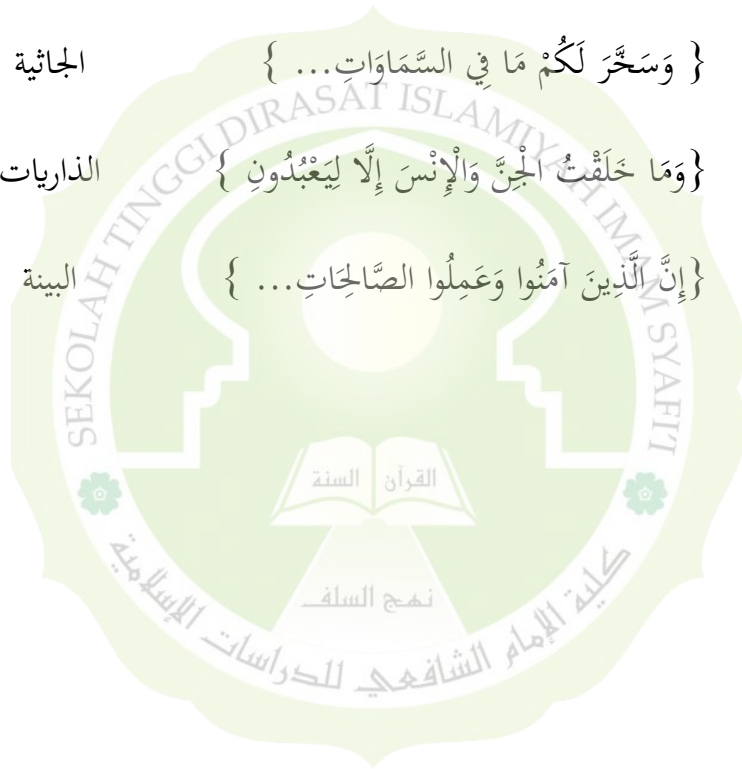 { وَسَخَّرَ لَكُمْ مَا فِي السَّمَاوَاتِ... } الجاثية
{وَمَا خَلَقْتُ الْجِنَّ وَالْإِنْسَ إِلَّا لِيَعْبُدُونِ } الذاريات
{إِنَّ الَّذِينَ آمَنُوا وَعَمِلُوا الصَّالِحَاتِ... } البينة
SEKOLAH TINGGI DIRASAT ISLAMIYAH IMAM SYAFI'I
القرآن السنة
نهج السلف
كلية الإمام الشافعي للدراسات الإسلامية